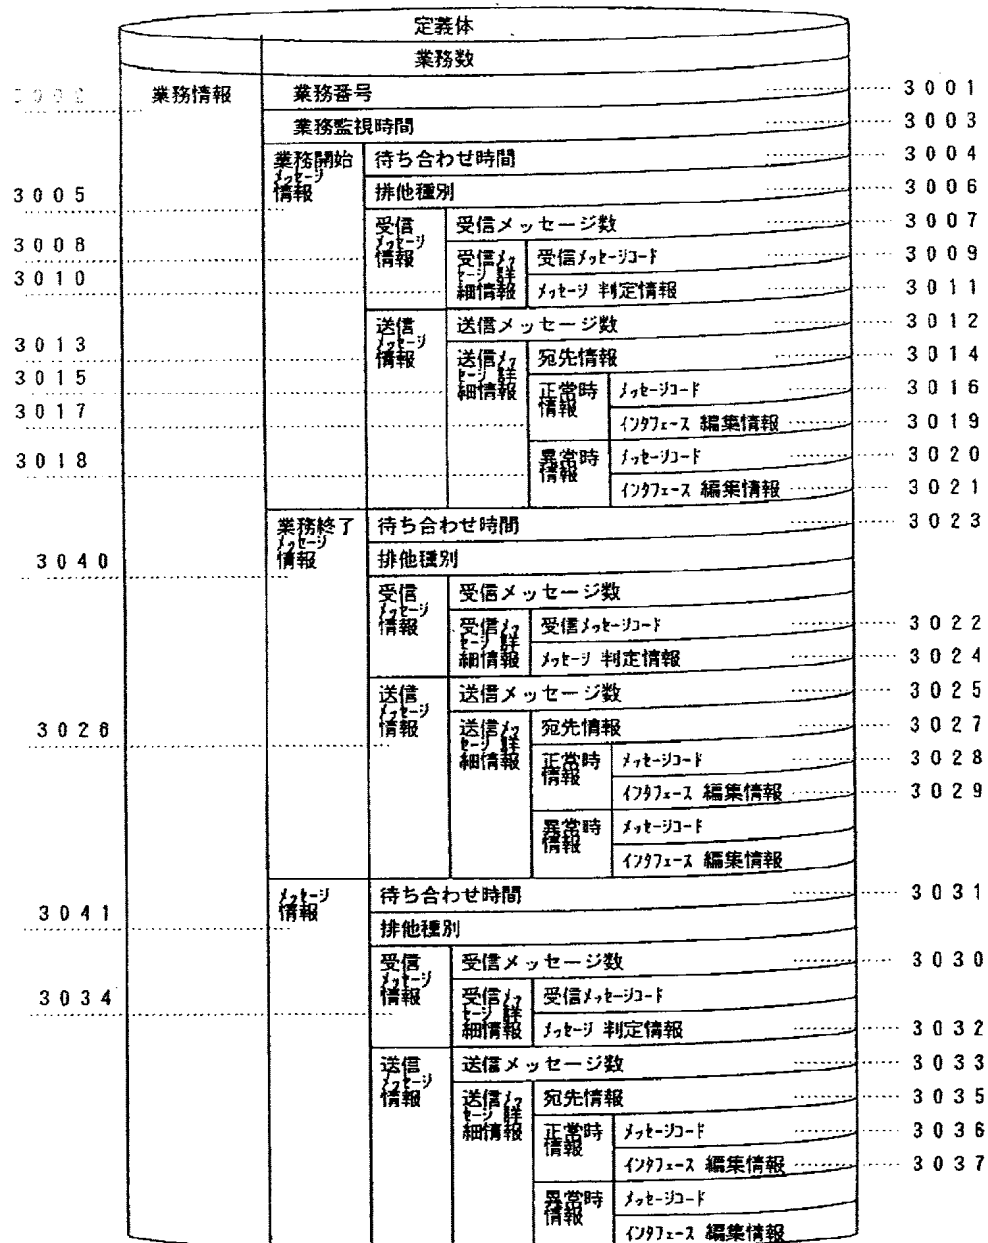 定義体
業務数
業務情報
業務番号
3001
業務監視時間
3003
業務開始
メッセージ
情報
待ち合わせ時間
3004
3005
排他種別
3006
受信
メッセージ
情報
受信メッセージ数
3007
3008
受信メッ
セージ 詳
細情報
受信メッセージコード
3009
3010
メッセージ 判定情報
3011
送信
メッセージ
情報
送信メッセージ数
3012
3013
送信メッ
セージ 詳
細情報
宛先情報
3014
3015
正常時
情報
メッセージコード
3016
3017
インタフェース 編集情報
3019
3018
異常時
情報
メッセージコード
3020
インタフェース 編集情報
3021
業務終了
メッセージ
情報
待ち合わせ時間
3023
3040
排他種別
受信
メッセージ
情報
受信メッセージ数
受信メッ
セージ 詳
細情報
受信メッセージコード
3022
メッセージ 判定情報
3024
送信
メッセージ
情報
送信メッセージ数
3025
3026
送信メッ
セージ 詳
細情報
宛先情報
3027
正常時
情報
メッセージコード
3028
インタフェース 編集情報
3029
異常時
情報
メッセージコード
インタフェース 編集情報
メッセージ
情報
待ち合わせ時間
3031
3041
排他種別
受信
メッセージ
情報
受信メッセージ数
3030
3034
受信メッ
セージ 詳
細情報
受信メッセージコード
メッセージ 判定情報
3032
送信
メッセージ
情報
送信メッセージ数
3033
送信メッ
セージ 詳
細情報
宛先情報
3035
正常時
情報
メッセージコード
3036
インタフェース 編集情報
3037
異常時
情報
メッセージコード
インタフェース 編集情報